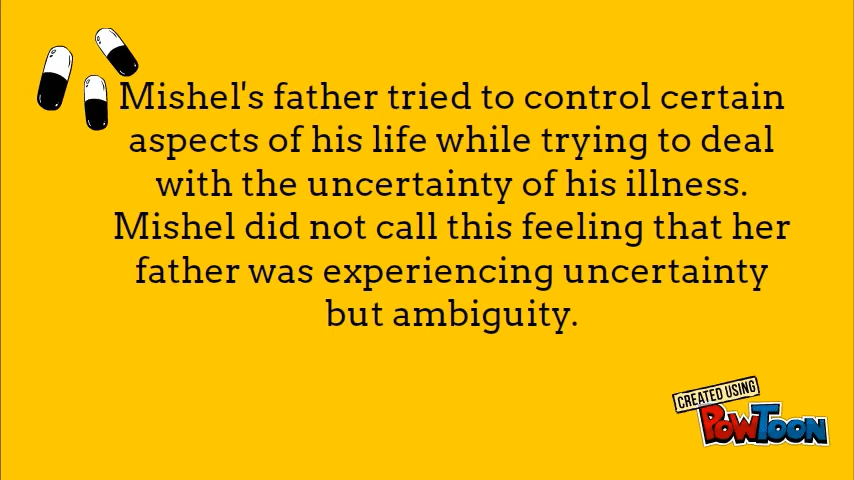 Mishel's father tried to control certain
aspects of his life while trying to deal
with the uncertainty of his illness.
Mishel did not call this feeling that her
father was experiencing uncertainty
but ambiguity.
CREATED USING
POWTOON